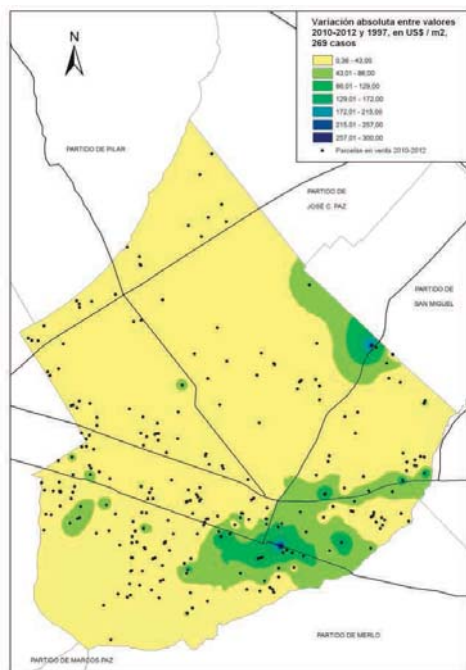 Variación absoluta entre valores
2010-2012 y 1997, en US$ / m2,
269 casos
0,36 - 43,00
43,01 - 86,00
86,01 - 129,00
129,01 - 172,00
172,01 - 215,00
215,01 - 257,00
257,01 - 300,00
Parcelas en venta 2010-2012
N
PARTIDO DE PILAR
PARTIDO DE
JOSÉ C. PAZ
PARTIDO DE
SAN MIGUEL
PARTIDO DE MERLO
PARTIDO DE MARCOS PAZ